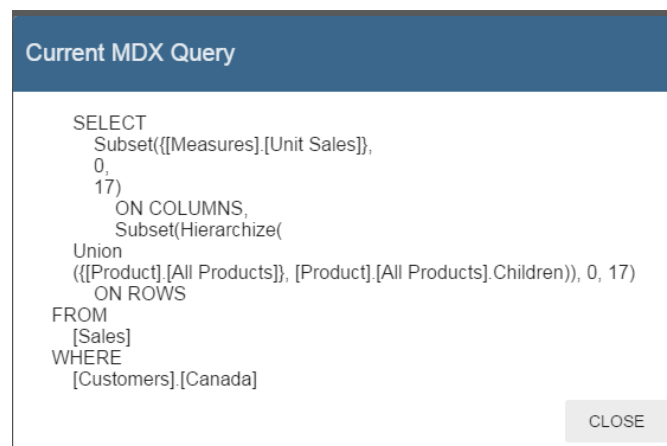 Current MDX Query
SELECT
Subset({[Measures].[Unit Sales]},
0,
17)
ON COLUMNS,
Subset(Hierarchize(
Union
({[Product].[All Products]}, [Product].[All Products].Children)), 0, 17)
ON ROWS
FROM
[Sales]
WHERE
[Customers].[Canada]
CLOSE